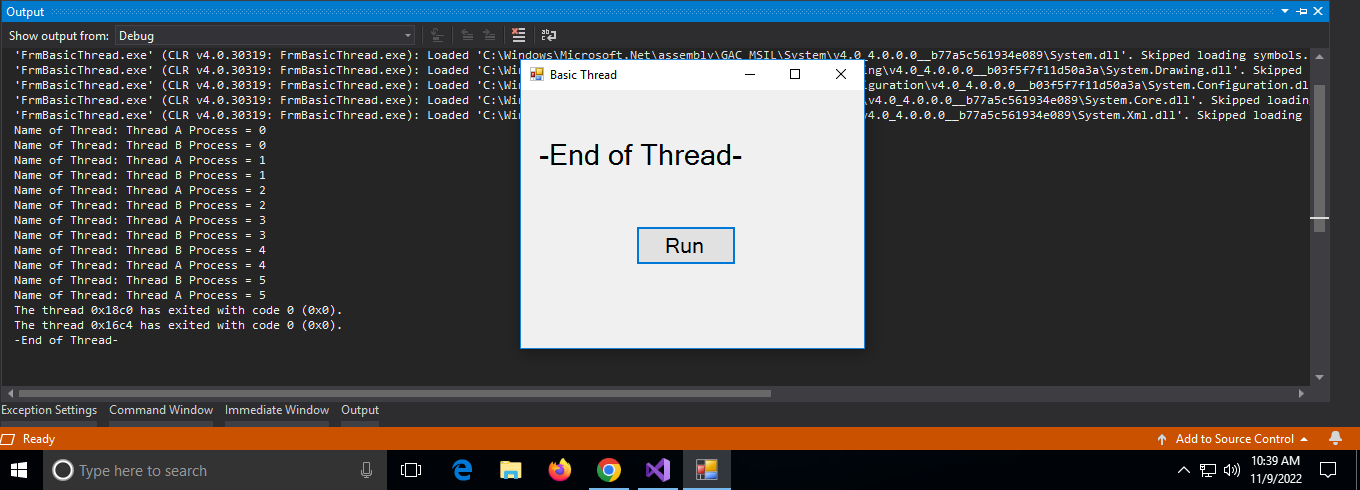 Output
Show output from: Debug
'FrmBasicThread.exe' (CLR v4.0.30319: FrmBasicThread.exe): Loaded 'C:\Windows\Microsoft.Net\assembly\GAC_MSIL\System\v4.0_4.0.0.0__b77a5c561934e089\System.dll'. Skipped loading symbols.
'FrmBasicThread.exe' (CLR v4.0.30319: FrmBasicThread.exe): Loaded 'C:\Win ing\v4.0_4.0.0.0__b03f5f7f11d50a3a\System.Drawing.dll'. Skipped
'FrmBasicThread.exe' (CLR v4.0.30319: FrmBasicThread.exe): Loaded 'C:\Win iguration\v4.0_4.0.0.0__b03f5f7f11d50a3a\System.Configuration.dl
'FrmBasicThread.exe' (CLR v4.0.30319: FrmBasicThread.exe): Loaded 'C:\Win v4.0_4.0.0.0__b77a5c561934e089\System.Core.dll'. Skipped loadin
'FrmBasicThread.exe' (CLR v4.0.30319: FrmBasicThread.exe): Loaded 'C:\Win v4.0_4.0.0.0__b77a5c561934e089\System.Xml.dll'. Skipped loading
Name of Thread: Thread A Process = 0
Name of Thread: Thread B Process = 0
Name of Thread: Thread A Process = 1
Name of Thread: Thread B Process = 1
Name of Thread: Thread A Process = 2
Name of Thread: Thread B Process = 2
Name of Thread: Thread A Process = 3
Name of Thread: Thread B Process = 3
Name of Thread: Thread B Process = 4
Name of Thread: Thread A Process = 4
Name of Thread: Thread B Process = 5
Name of Thread: Thread A Process = 5
The thread 0x18c0 has exited with code 0 (0x0).
The thread 0x16c4 has exited with code 0 (0x0).
-End of Thread-
Basic Thread
-End of Thread-
Run
Exception Settings Command Window Immediate Window Output
Ready Add to Source Control
Type here to search
10:39 AM
11/9/2022